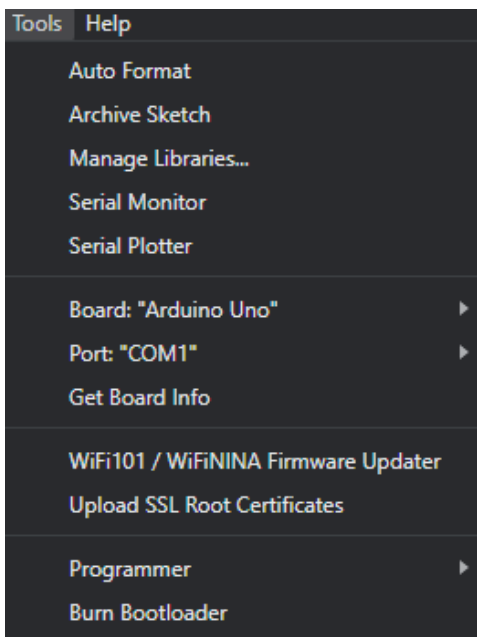 Tools Help
Auto Format
Archive Sketch
Manage Libraries...
Serial Monitor
Serial Plotter
Board: "Arduino Uno"
Port: "COM1"
Get Board Info
WiFi101 / WiFiNINA Firmware Updater
Upload SSL Root Certificates
Programmer
Burn Bootloader